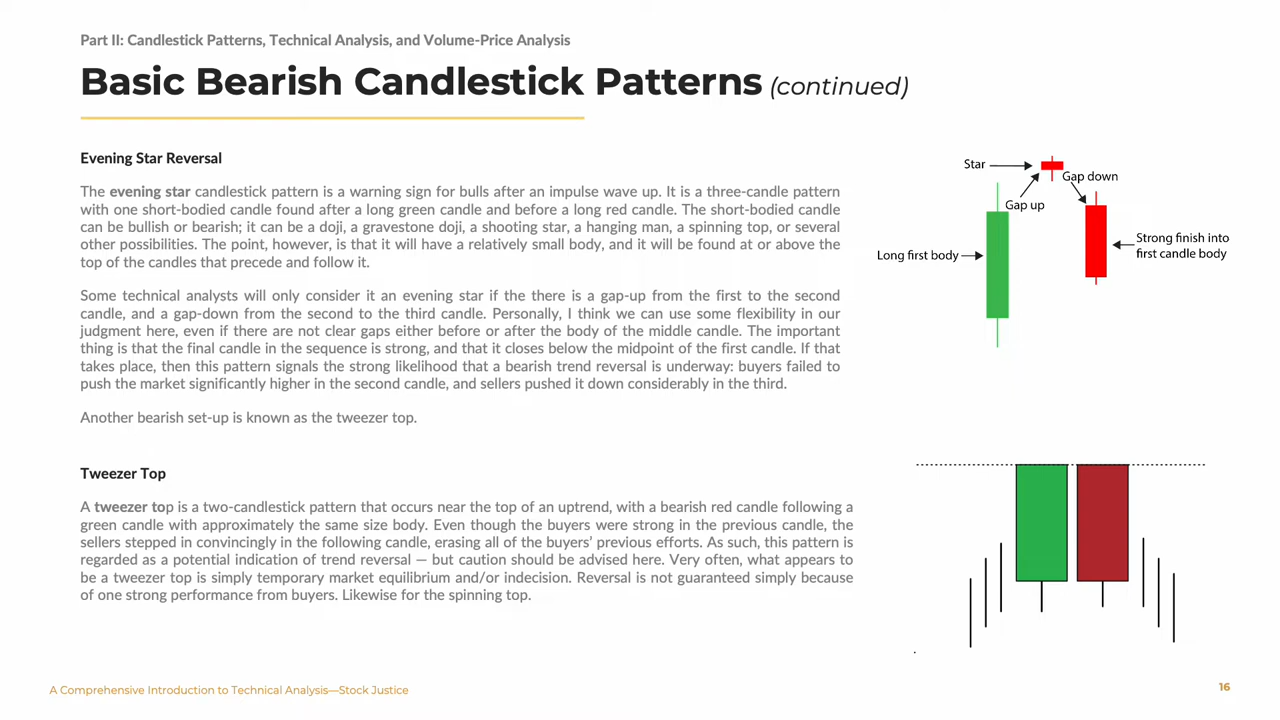 Part II: Candlestick Patterns, Technical Analysis, and Volume-Price Analysis
Basic Bearish Candlestick Patterns (continued)
Evening Star Reversal
The evening star candlestick pattern is a warning sign for bulls after an impulse wave up. It is a three-candle pattern
with one short-bodied candle found after a long green candle and before a long red candle. The short-bodied candle
can be bullish or bearish; it can be a doji, a gravestone doji, a shooting star, a hanging man, a spinning top, or several
other possibilities. The point, however, is that it will have a relatively small body, and it will be found at or above the
top of the candles that precede and follow it.
Some technical analysts will only consider it an evening star if the there is a gap-up from the first to the second
candle, and a gap-down from the second to the third candle. Personally, I think we can use some flexibility in our
judgment here, even if there are not clear gaps either before or after the body of the middle candle. The important
thing is that the final candle in the sequence is strong, and that it closes below the midpoint of the first candle. If that
takes place, then this pattern signals the strong likelihood that a bearish trend reversal is underway: buyers failed to
push the market significantly higher in the second candle, and sellers pushed it down considerably in the third.
Another bearish set-up is known as the tweezer top.
Star
Gap down
Gap up
Long first body
Strong finish into
first candle body
Tweezer Top
A tweezer top is a two-candlestick pattern that occurs near the top of an uptrend, with a bearish red candle following a
green candle with approximately the same size body. Even though the buyers were strong in the previous candle, the
sellers stepped in convincingly in the following candle, erasing all of the buyers' previous efforts. As such, this pattern is
regarded as a potential indication of trend reversal — but caution should be advised here. Very often, what appears to
be a tweezer top is simply temporary market equilibrium and/or indecision. Reversal is not guaranteed simply because
of one strong performance from buyers. Likewise for the spinning top.
A Comprehensive Introduction to Technical Analysis—Stock Justice
16